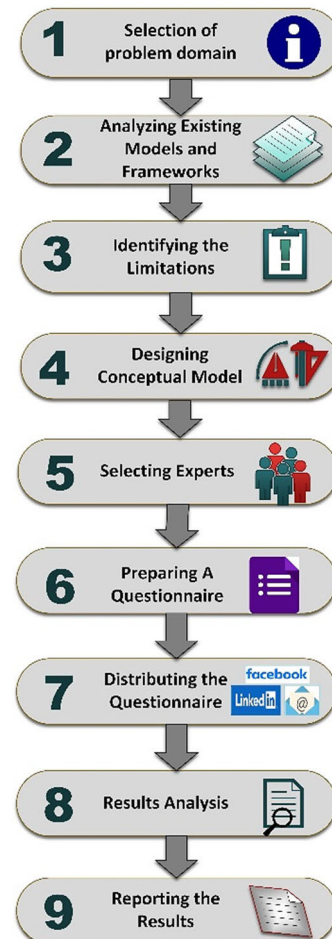 1
Selection of
problem domain
2
Analyzing Existing
Models and
Frameworks
3
Identifying the
Limitations
4
Designing
Conceptual Model
5
Selecting Experts
6
Preparing A
Questionnaire
7
Distributing the
Questionnaire
facebook
Linked in
@
8
Results Analysis
9
Reporting the
Results